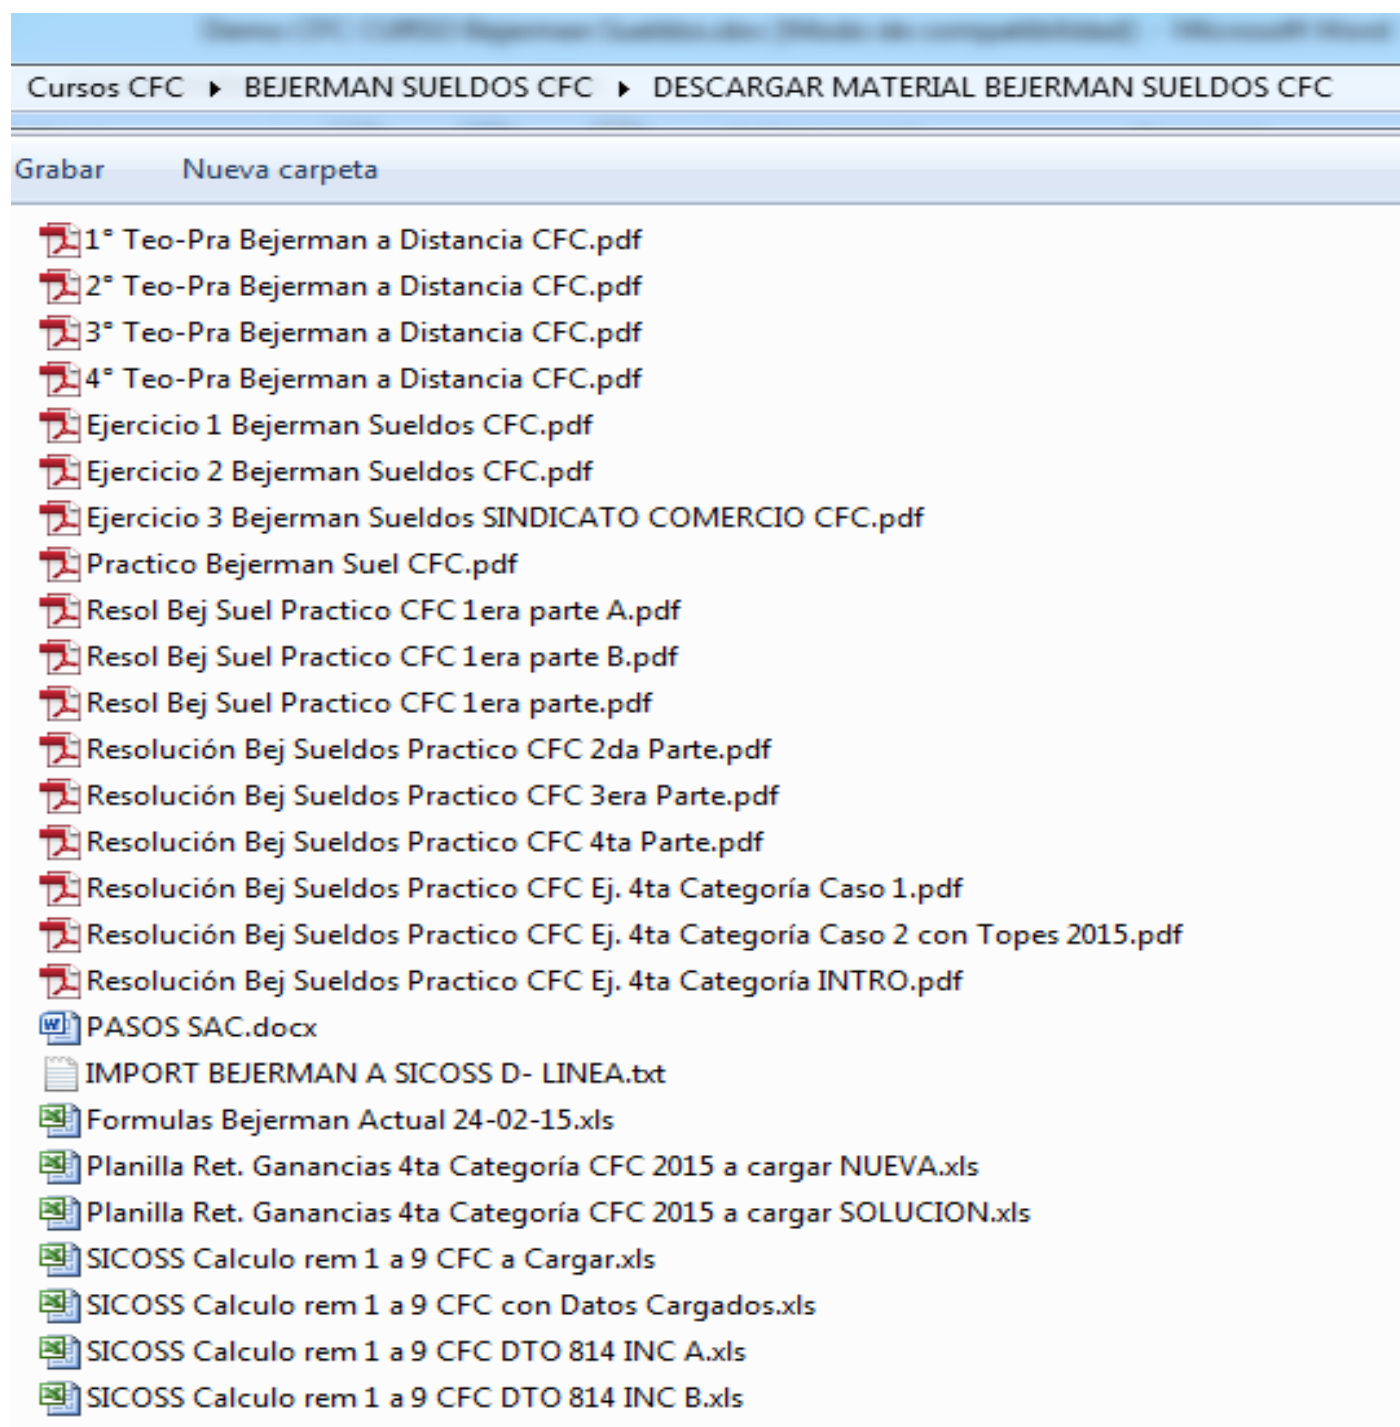 Demo CFC CURSO Bejerman Sueldos.doc [Modo de compatibilidad] - Microsoft Word
Cursos CFC ▸ BEJERMAN SUELDOS CFC ▸ DESCARGAR MATERIAL BEJERMAN SUELDOS CFC
Grabar Nueva carpeta
1° Teo-Pra Bejerman a Distancia CFC.pdf
2° Teo-Pra Bejerman a Distancia CFC.pdf
3° Teo-Pra Bejerman a Distancia CFC.pdf
4° Teo-Pra Bejerman a Distancia CFC.pdf
Ejercicio 1 Bejerman Sueldos CFC.pdf
Ejercicio 2 Bejerman Sueldos CFC.pdf
Ejercicio 3 Bejerman Sueldos SINDICATO COMERCIO CFC.pdf
Practico Bejerman Suel CFC.pdf
Resol Bej Suel Practico CFC 1era parte A.pdf
Resol Bej Suel Practico CFC 1era parte B.pdf
Resol Bej Suel Practico CFC 1era parte.pdf
Resolución Bej Sueldos Practico CFC 2da Parte.pdf
Resolución Bej Sueldos Practico CFC 3era Parte.pdf
Resolución Bej Sueldos Practico CFC 4ta Parte.pdf
Resolución Bej Sueldos Practico CFC Ej. 4ta Categoría Caso 1.pdf
Resolución Bej Sueldos Practico CFC Ej. 4ta Categoría Caso 2 con Topes 2015.pdf
Resolución Bej Sueldos Practico CFC Ej. 4ta Categoría INTRO.pdf
PASOS SAC.docx
IMPORT BEJERMAN A SICOSS D- LINEA.txt
Formulas Bejerman Actual 24-02-15.xls
Planilla Ret. Ganancias 4ta Categoría CFC 2015 a cargar NUEVA.xls
Planilla Ret. Ganancias 4ta Categoría CFC 2015 a cargar SOLUCION.xls
SICOSS Calculo rem 1 a 9 CFC a Cargar.xls
SICOSS Calculo rem 1 a 9 CFC con Datos Cargados.xls
SICOSS Calculo rem 1 a 9 CFC DTO 814 INC A.xls
SICOSS Calculo rem 1 a 9 CFC DTO 814 INC B.xls